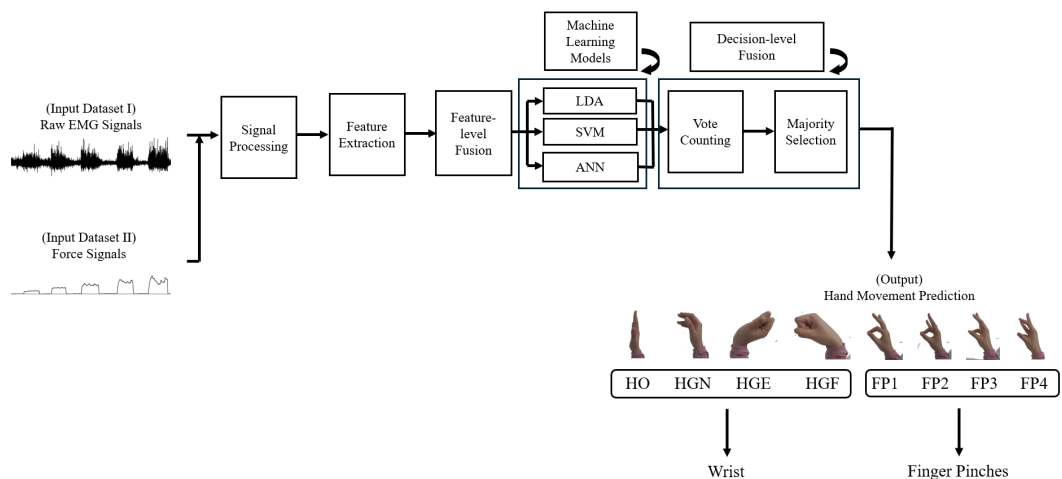 Machine
Learning
Models
Decision-level
Fusion
(Input Dataset I)
Raw EMG Signals
Signal
Processing
Feature
Extraction
Feature-
level
Fusion
LDA
SVM
ANN
Vote
Counting
Majority
Selection
(Input Dataset II)
Force Signals
(Output)
Hand Movement Prediction
HO HGN HGE HGF FP1 FP2 FP3 FP4
Wrist Finger Pinches